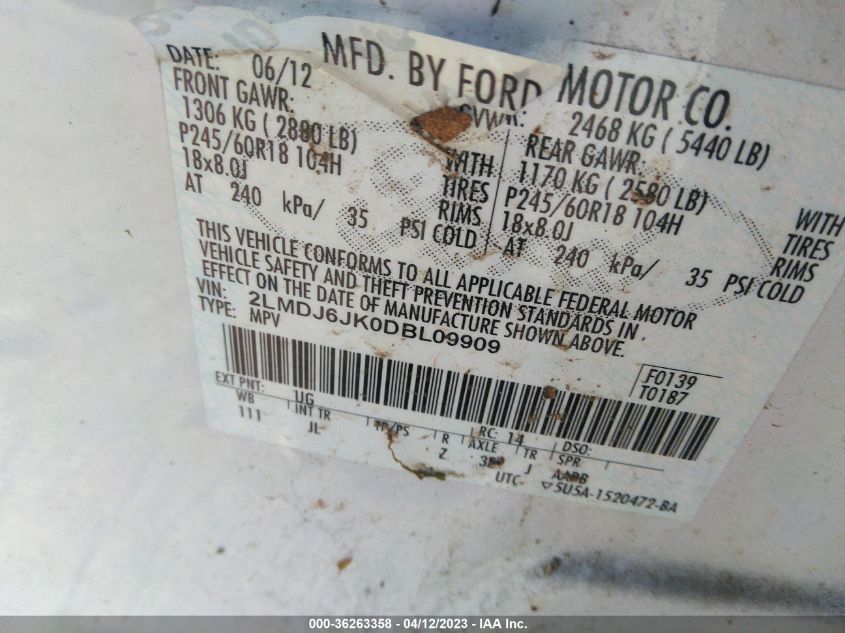 MFD. BY FORD MOTOR CO.
DATE: 06/12
GVWR: 2468 KG ( 5440 LB)
FRONT GAWR:
1306 KG ( 2880 LB)
P245/60R18 104H
18x8.0J
AT 240 kPa/ 35 PSI COLD
WITH
TIRES
RIMS
REAR GAWR:
1170 KG ( 2580 LB)
P245/60R18 104H
18x8.0J
AT 240 kPa/ 35 PSI COLD
WITH
TIRES
RIMS
THIS VEHICLE CONFORMS TO ALL APPLICABLE FEDERAL MOTOR
VEHICLE SAFETY AND THEFT PREVENTION STANDARDS IN
EFFECT ON THE DATE OF MANUFACTURE SHOWN ABOVE.
VIN: 2LMDJ6JK0DBL09909
TYPE: MPV
F0139
T0187
EXT PNT: UG RC: 14 DSO:
WB INT TR TP/PS R AXLE TR SPR
111 JL Z J AABB
UTC ▽5U5A-1520472-BA
000-36263358 - 04/12/2023 - IAA Inc.